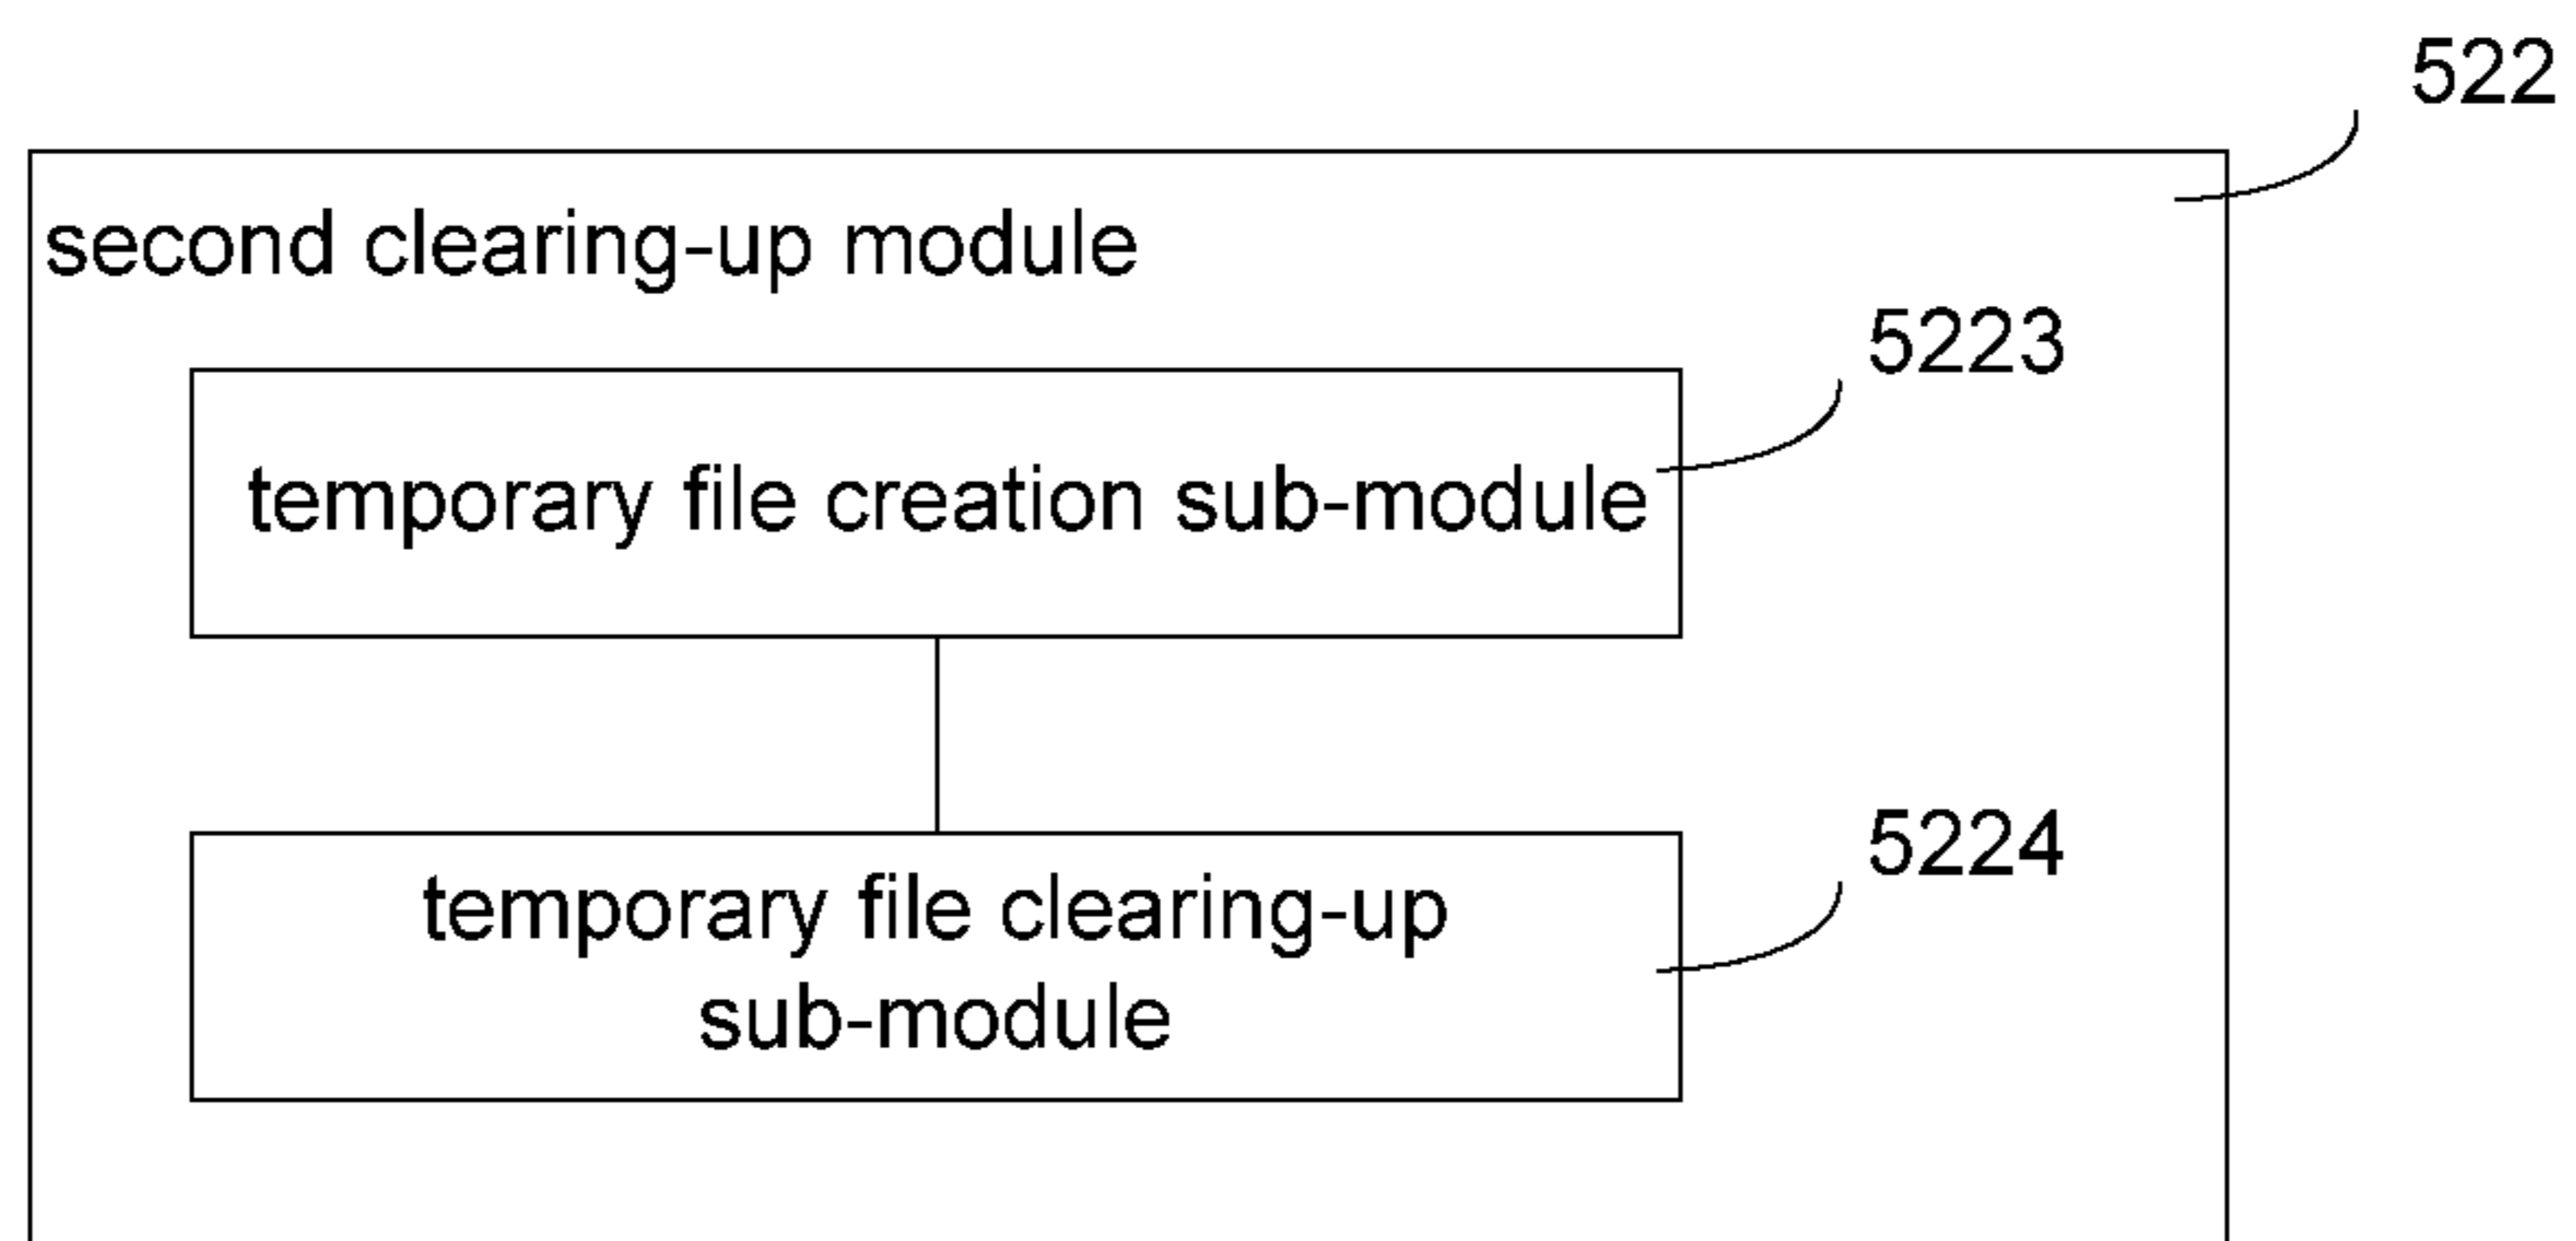 522
second clearing-up module
5223
temporary file creation sub-module
5224
temporary file clearing-up
sub-module